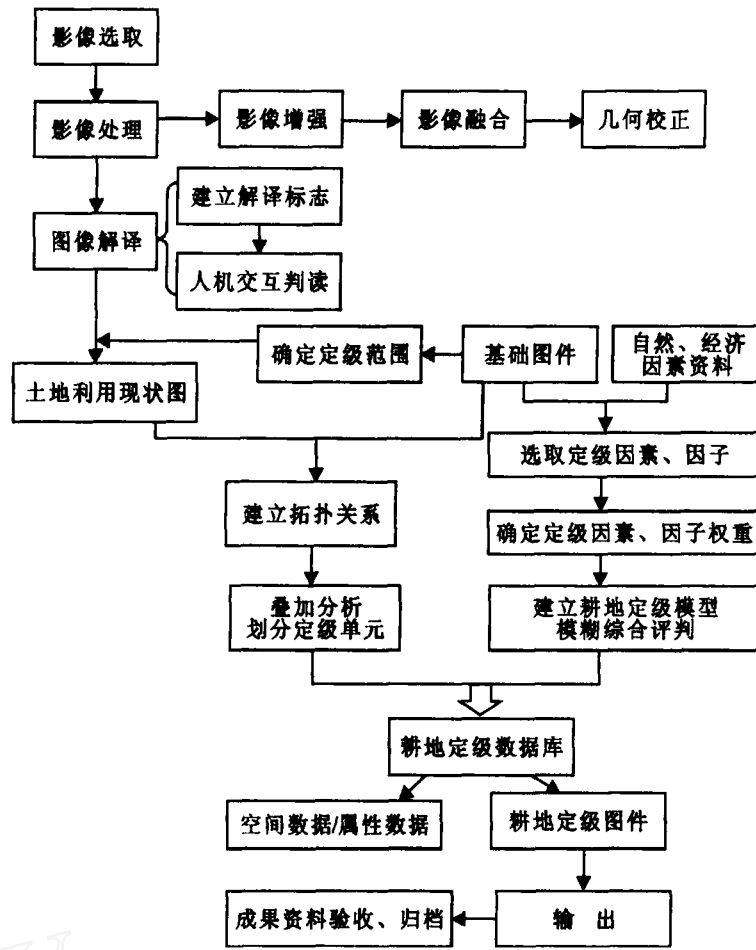 影像选取
影像处理
影像增强
影像融合
几何校正
建立解译标志
图像解译
人机交互判读
确定定级范围
基础图件
自然、经济
因素资料
土地利用现状图
选取定级因素、因子
建立拓扑关系
确定定级因素、因子权重
叠加分析
划分定级单元
建立耕地定级模型
模糊综合评判
耕地定级数据库
空间数据/属性数据
耕地定级图件
成果资料验收、归档
输 出